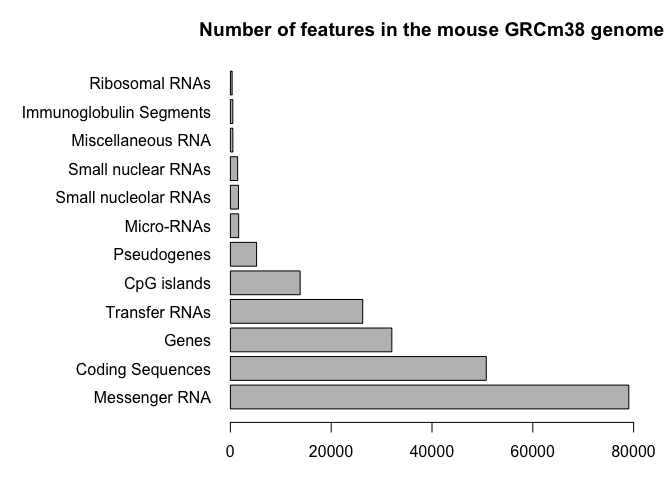 Number of features in the mouse GRCm38 genome
Ribosomal RNAs
Immunoglobulin Segments
Miscellaneous RNA
Small nuclear RNAs
Small nucleolar RNAs
Micro-RNAs
Pseudogenes
CpG islands
Transfer RNAs
Genes
Coding Sequences
Messenger RNA
0 20000 40000 60000 80000